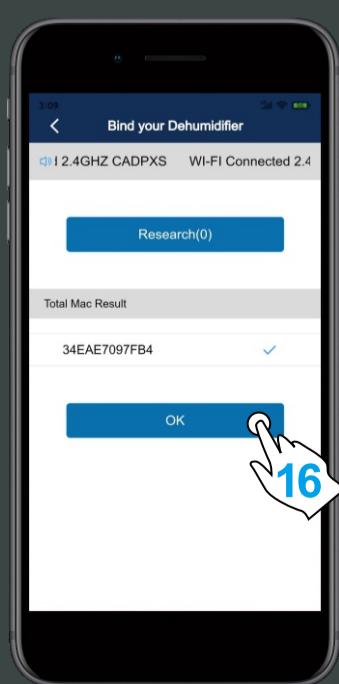 3:09
Bind your Dehumidifier
2.4GHZ CADPXS WI-FI Connected 2.4
Research(0)
Total Mac Result
34EAE7097FB4
OK
16